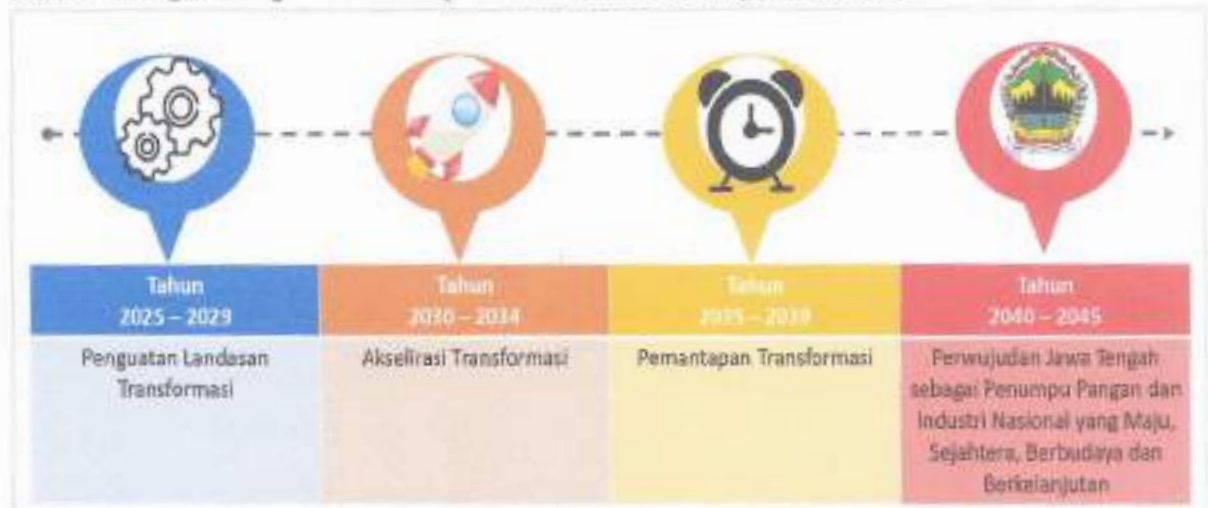 Tahun
2025 – 2029
Penguatan Landasan
Transformasi
Tahun
2030 – 2034
Akselirasi Transformasi
Tahun
2035 – 2039
Pemantapan Transformasi
Tahun
2040 – 2045
Perwujudan Jawa Tengah
sebagai Penumpu Pangan dan
Industri Nasional yang Maju,
Sejahtera, Berbudaya dan
Berkelanjutan